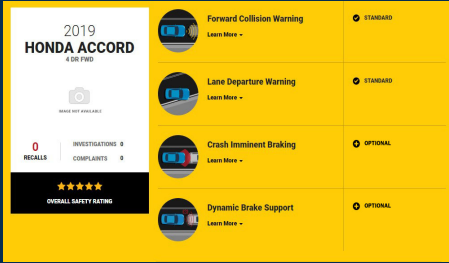 2019
HONDA ACCORD
4 DR FWD
IMAGE NOT AVAILABLE
0
RECALLS
INVESTIGATIONS 0
COMPLAINTS 0
OVERALL SAFETY RATING
Forward Collision Warning
Learn More
STANDARD
Lane Departure Warning
Learn More
STANDARD
Crash Imminent Braking
Learn More
OPTIONAL
Dynamic Brake Support
Learn More
OPTIONAL